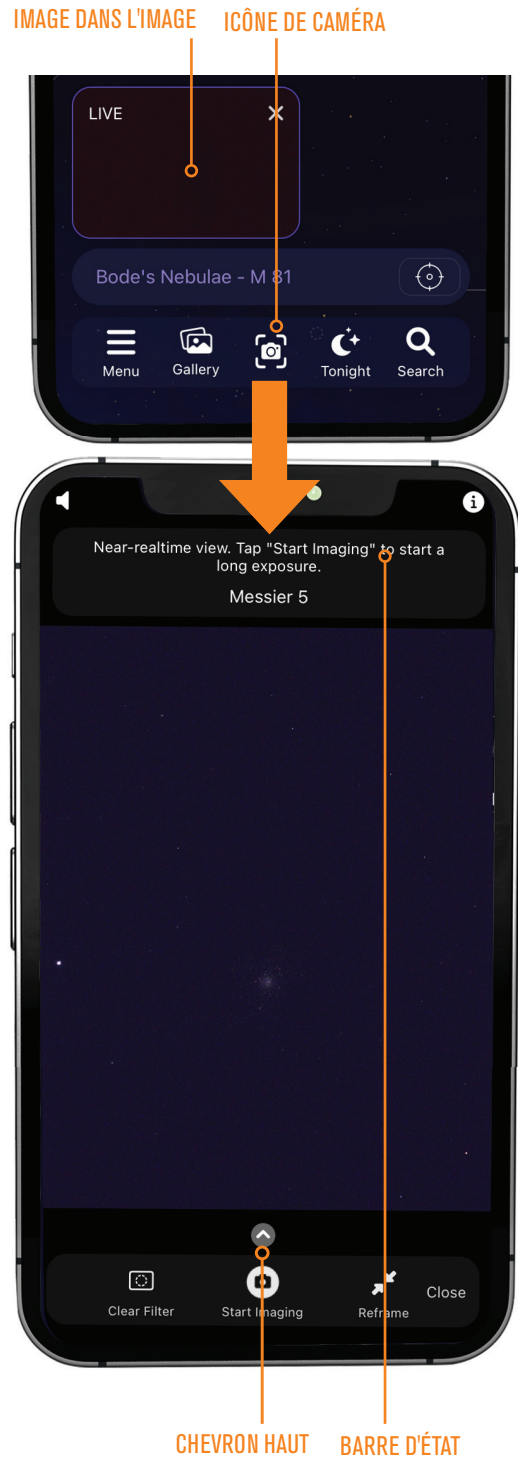 IMAGE DANS L'IMAGE
ICÔNE DE CAMÉRA
LIVE
Bode's Nebulae - M 81
Menu
Gallery
Tonight
Search
Near-realtime view. Tap "Start Imaging" to start a
long exposure.
Messier 5
Clear Filter
Start Imaging
Reframe
Close
CHEVRON HAUT
BARRE D'ÉTAT